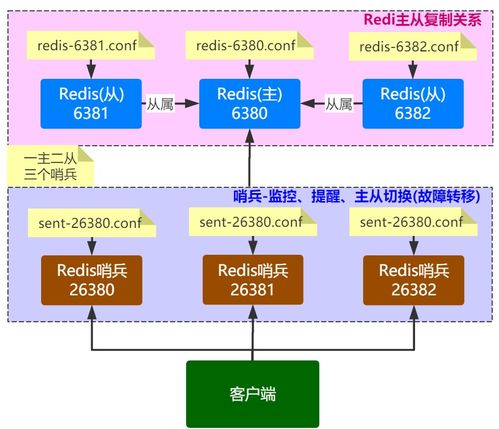 Redi主从复制关系
redis-6381.conf
redis-6380.conf
redis-6382.conf
Redis(从)
6381
从属
Redis(主)
6380
从属
Redis(从)
6382
一主二从
三个哨兵
哨兵-监控、提醒、主从切换(故障转移)
sent-26380.conf
sent-26380.conf
sent-26380.conf
Redis哨兵
26380
Redis哨兵
26381
Redis哨兵
26382
客户端